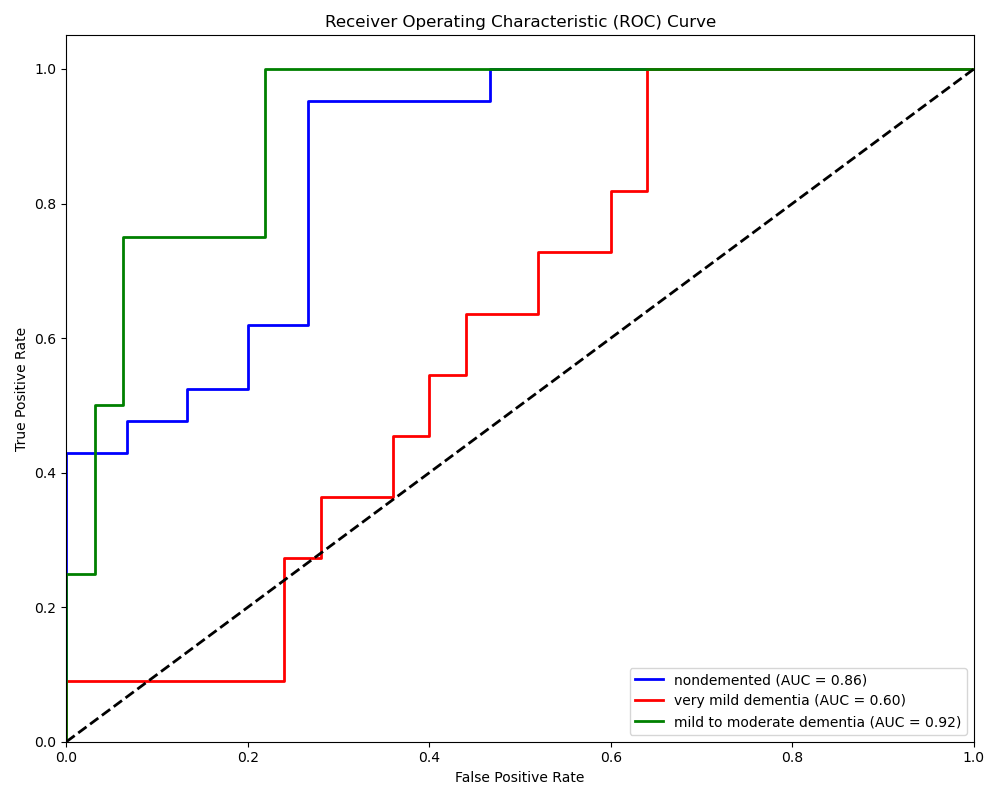 Receiver Operating Characteristic (ROC) Curve
True Positive Rate
1.0
0.8
0.6
0.4
0.2
0.0
nondemented (AUC = 0.86)
very mild dementia (AUC = 0.60)
mild to moderate dementia (AUC = 0.92)
0.0 0.2 0.4 0.6 0.8 1.0
False Positive Rate